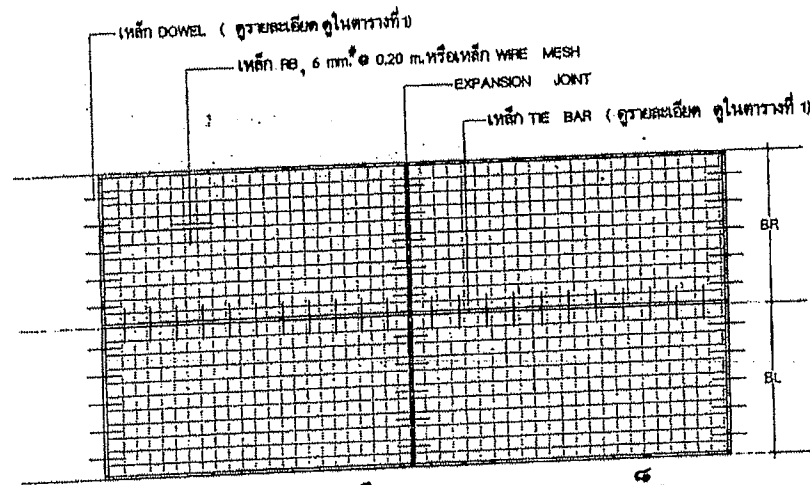 เหล็ก DOWEL ( ดูรายละเอียด ดูในตารางที่ 1)
เหล็ก RB, 6 mm. @ 0.20 m. หรือเหล็ก WIRE MESH
EXPANSION JOINT
เหล็ก TIE BAR ( ดูรายละเอียด ดูในตารางที่ 1)
BR
BL